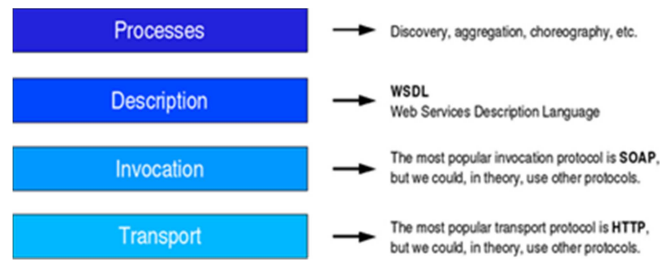 Processes
Discovery, aggregation, choreography, etc.
Description
WSDL
Web Services Description Language
Invocation
The most popular invocation protocol is SOAP,
but we could, in theory, use other protocols.
Transport
The most popular transport protocol is HTTP,
but we could, in theory, use other protocols.